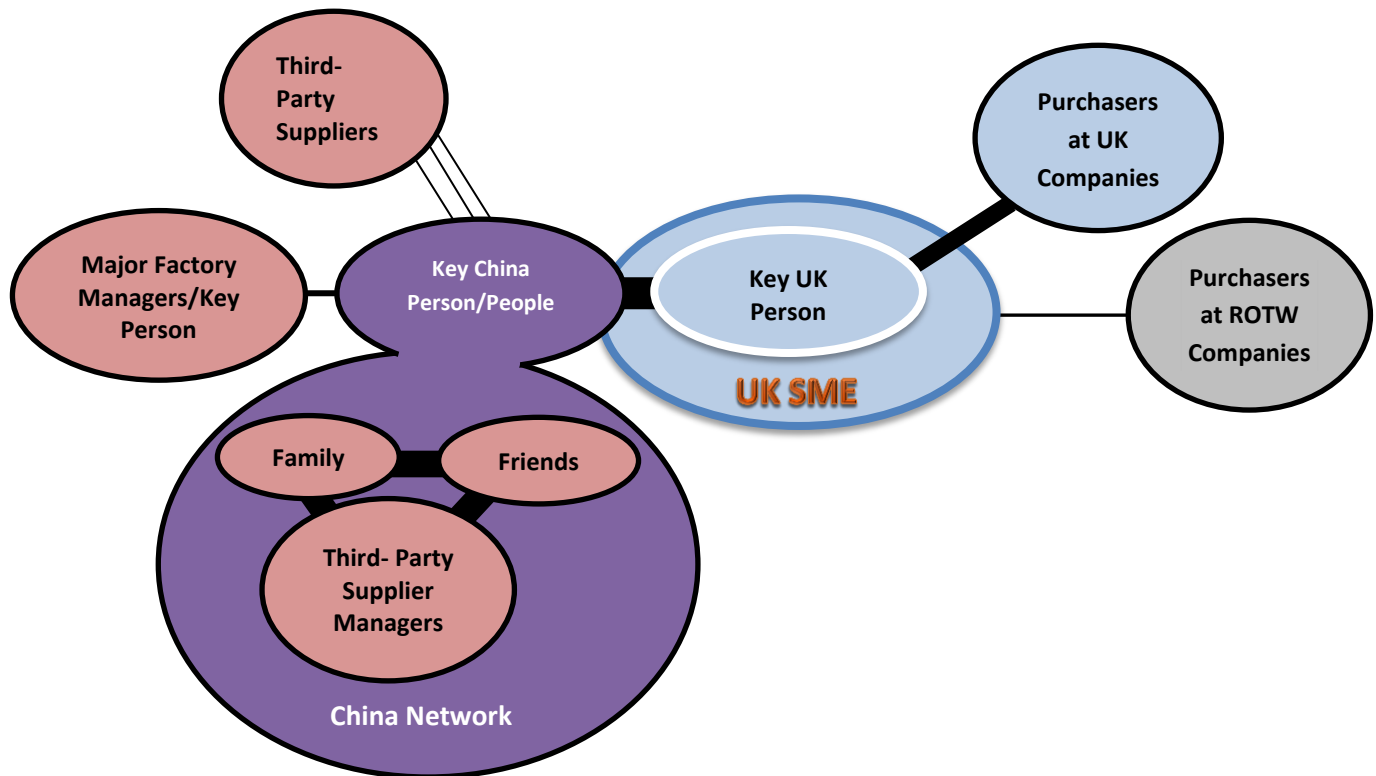 Third-
Party
Suppliers
Purchasers
at UK
Companies
Major Factory
Managers/Key
Person
Key China
Person/People
Key UK
Person
UK SME
Purchasers
at ROTW
Companies
Family
Friends
Third- Party
Supplier
Managers
China Network